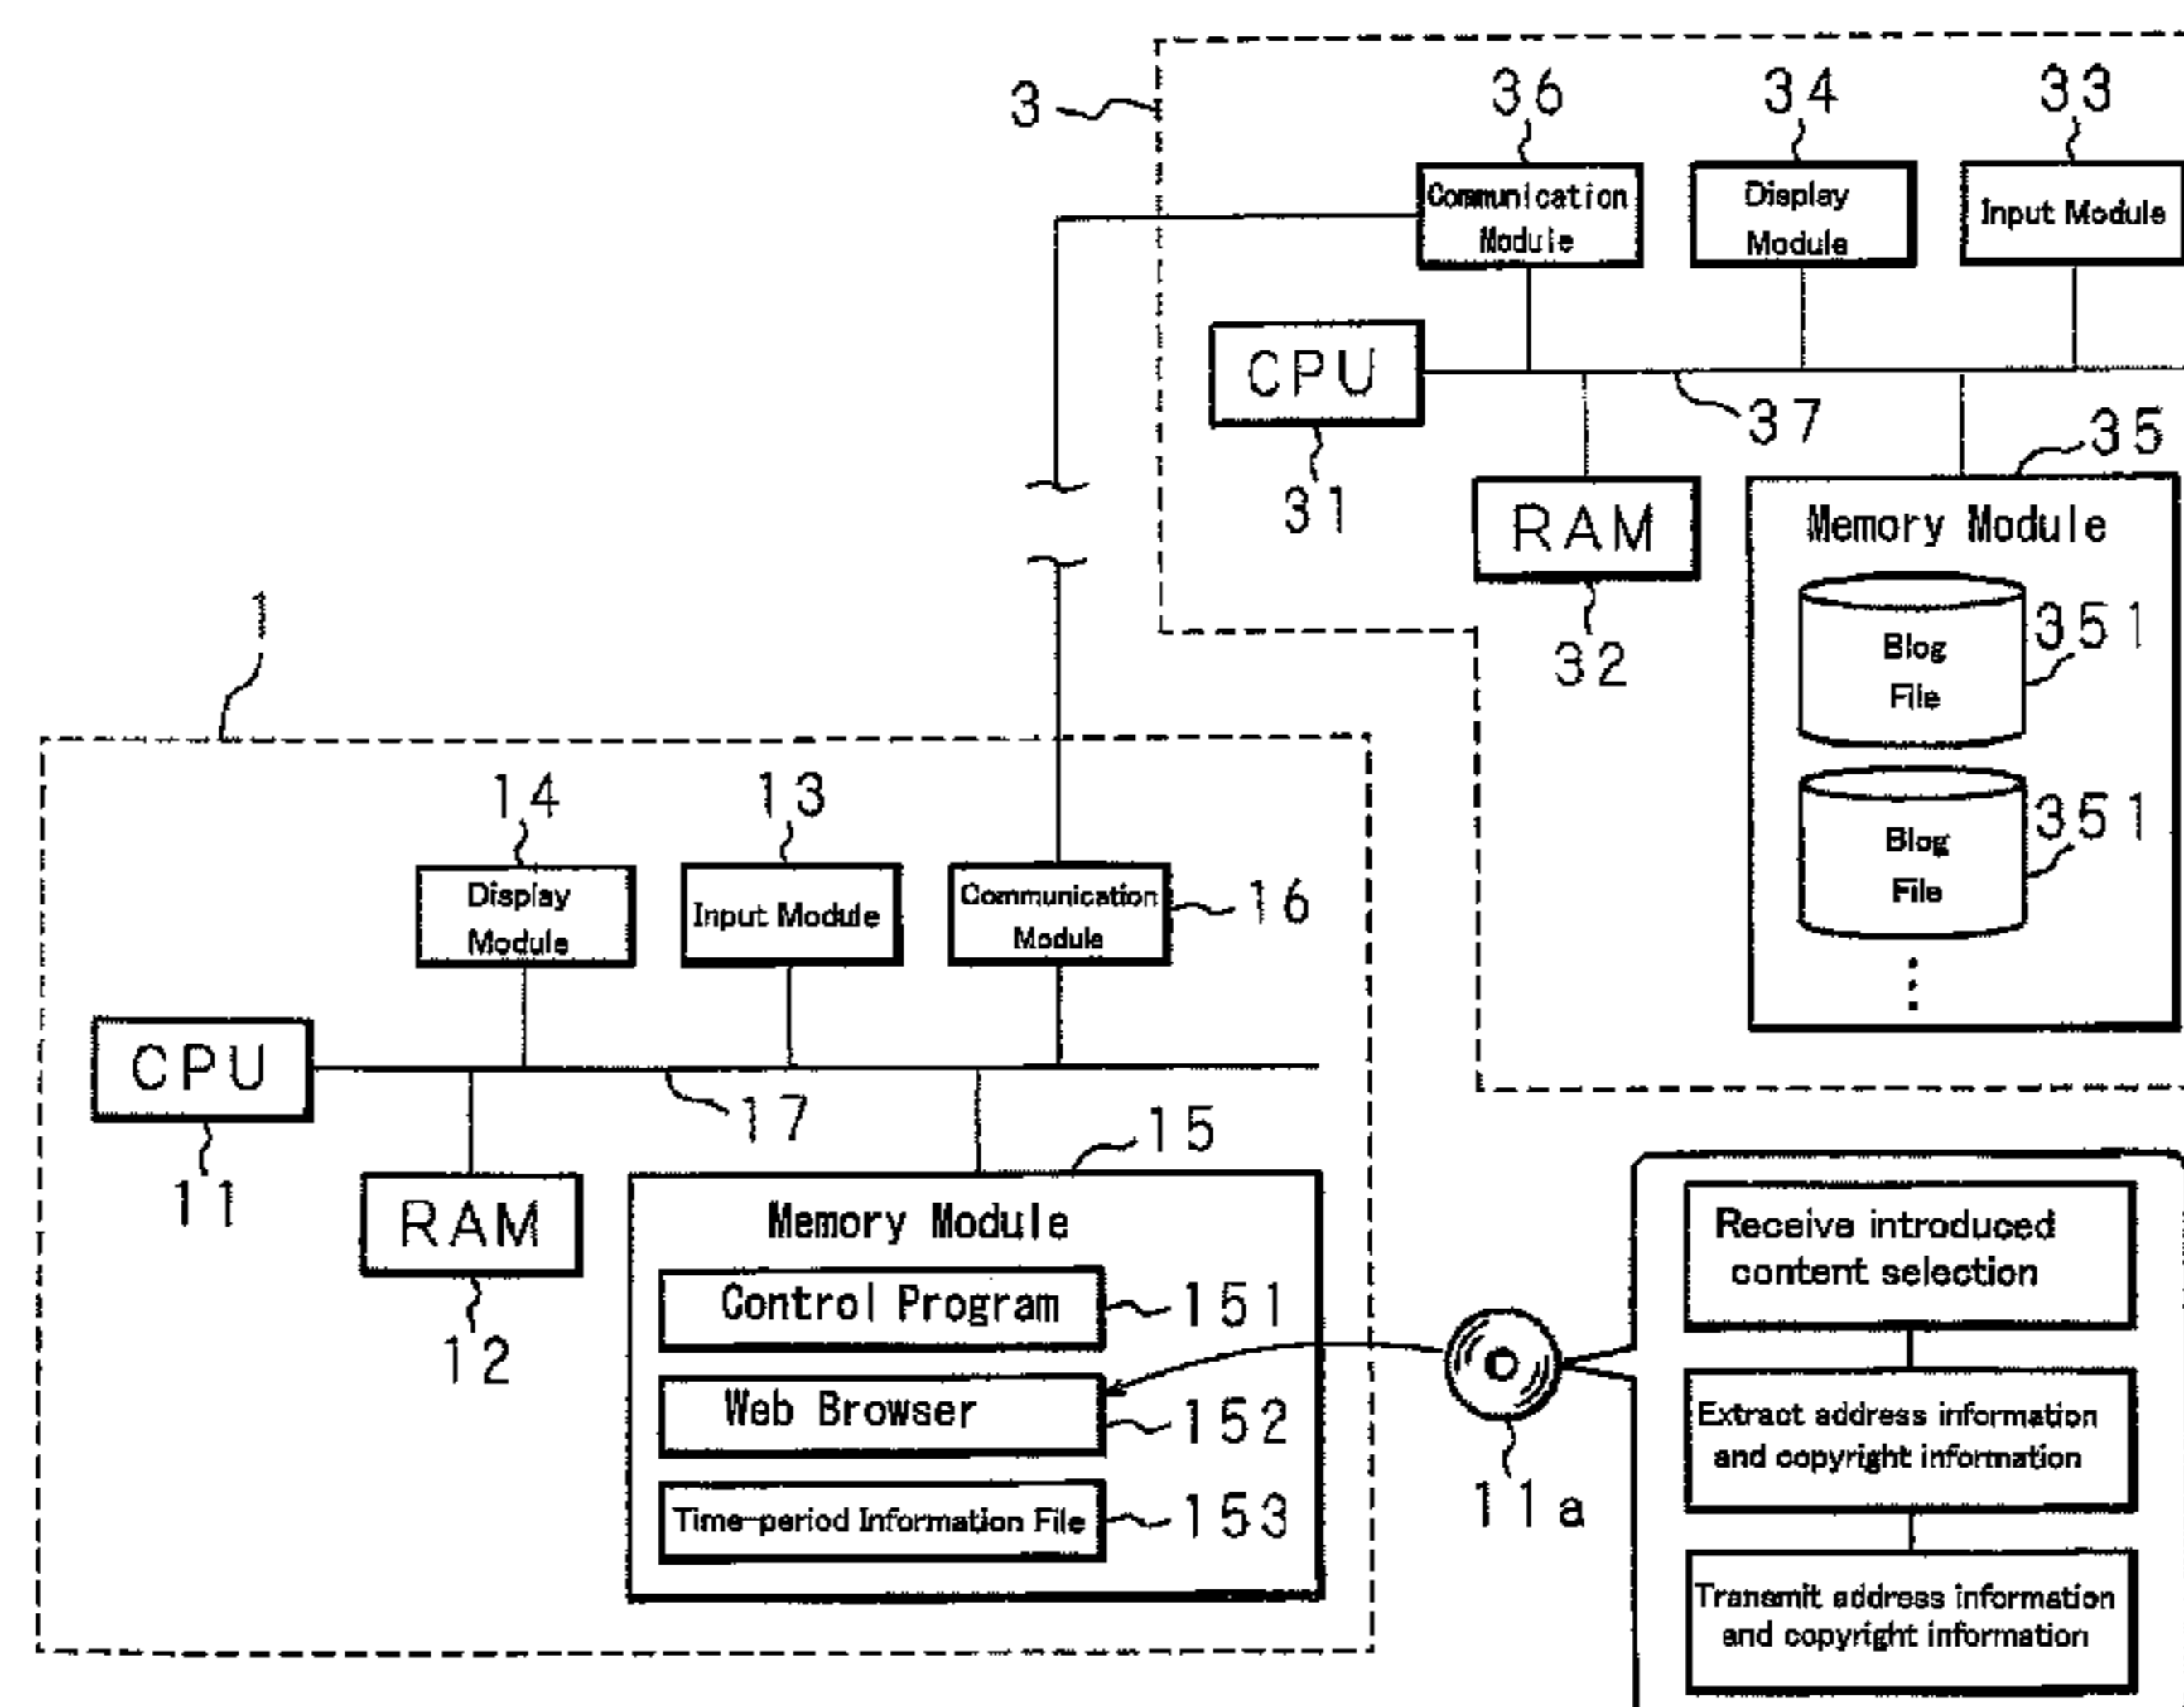 3
36
34
33
Communication
Module
Display
Module
Input Module
CPU
37
31
35
RAM
32
Memory Module
Blog
File
351
Blog
File
351
1
14
13
Display
Module
Input Module
Communication
Module
16
CPU
17
11
15
RAM
12
Memory Module
Control Program
151
Web Browser
152
Time-period Information File
153
11a
Receive introduced
content selection
Extract address information
and copyright information
Transmit address information
and copyright information